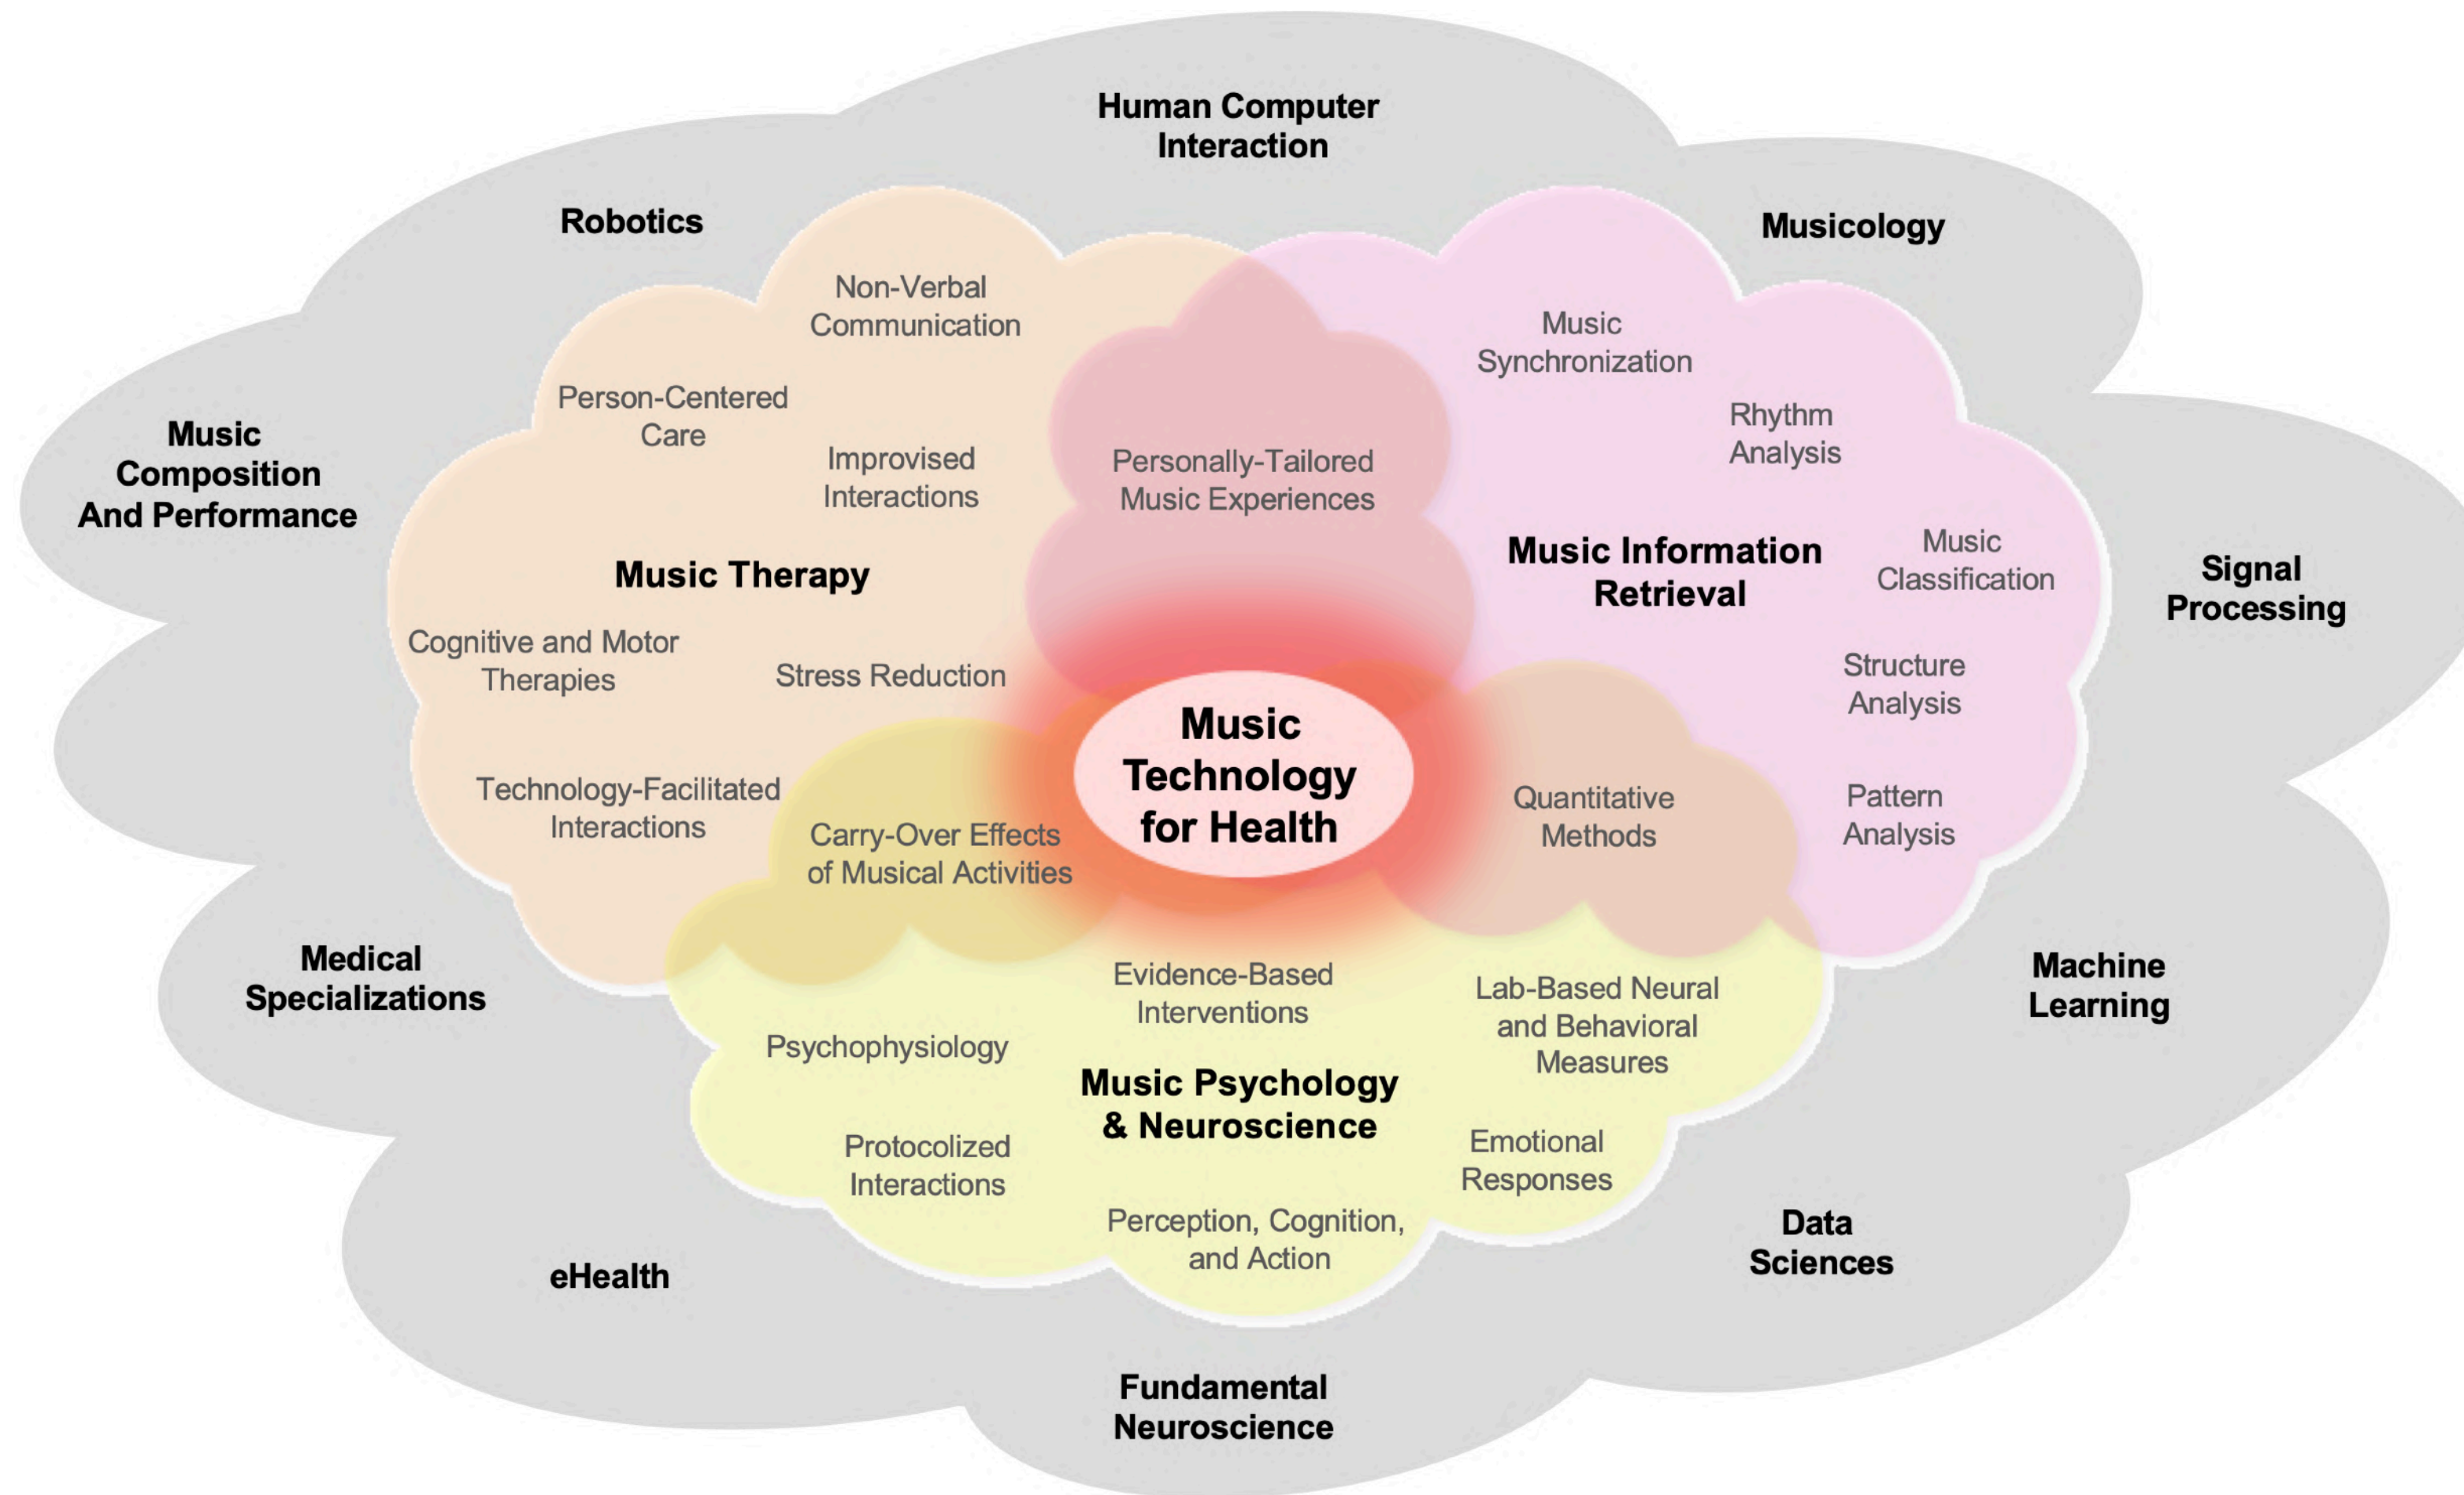 Human Computer
Interaction
Robotics
Musicology
Non-Verbal
Communication
Music
Synchronization
Person-Centered
Care
Rhythm
Analysis
Music
Composition
And Performance
Improvised
Interactions
Personally-Tailored
Music Experiences
Music Therapy
Music Information
Retrieval
Music
Classification
Signal
Processing
Cognitive and Motor
Therapies
Stress Reduction
Structure
Analysis
Music
Technology
for Health
Technology-Facilitated
Interactions
Carry-Over Effects
of Musical Activities
Quantitative
Methods
Pattern
Analysis
Medical
Specializations
Evidence-Based
Interventions
Lab-Based Neural
and Behavioral
Measures
Machine
Learning
Psychophysiology
Music Psychology
& Neuroscience
Protocolized
Interactions
Emotional
Responses
Perception, Cognition,
and Action
eHealth
Data
Sciences
Fundamental
Neuroscience